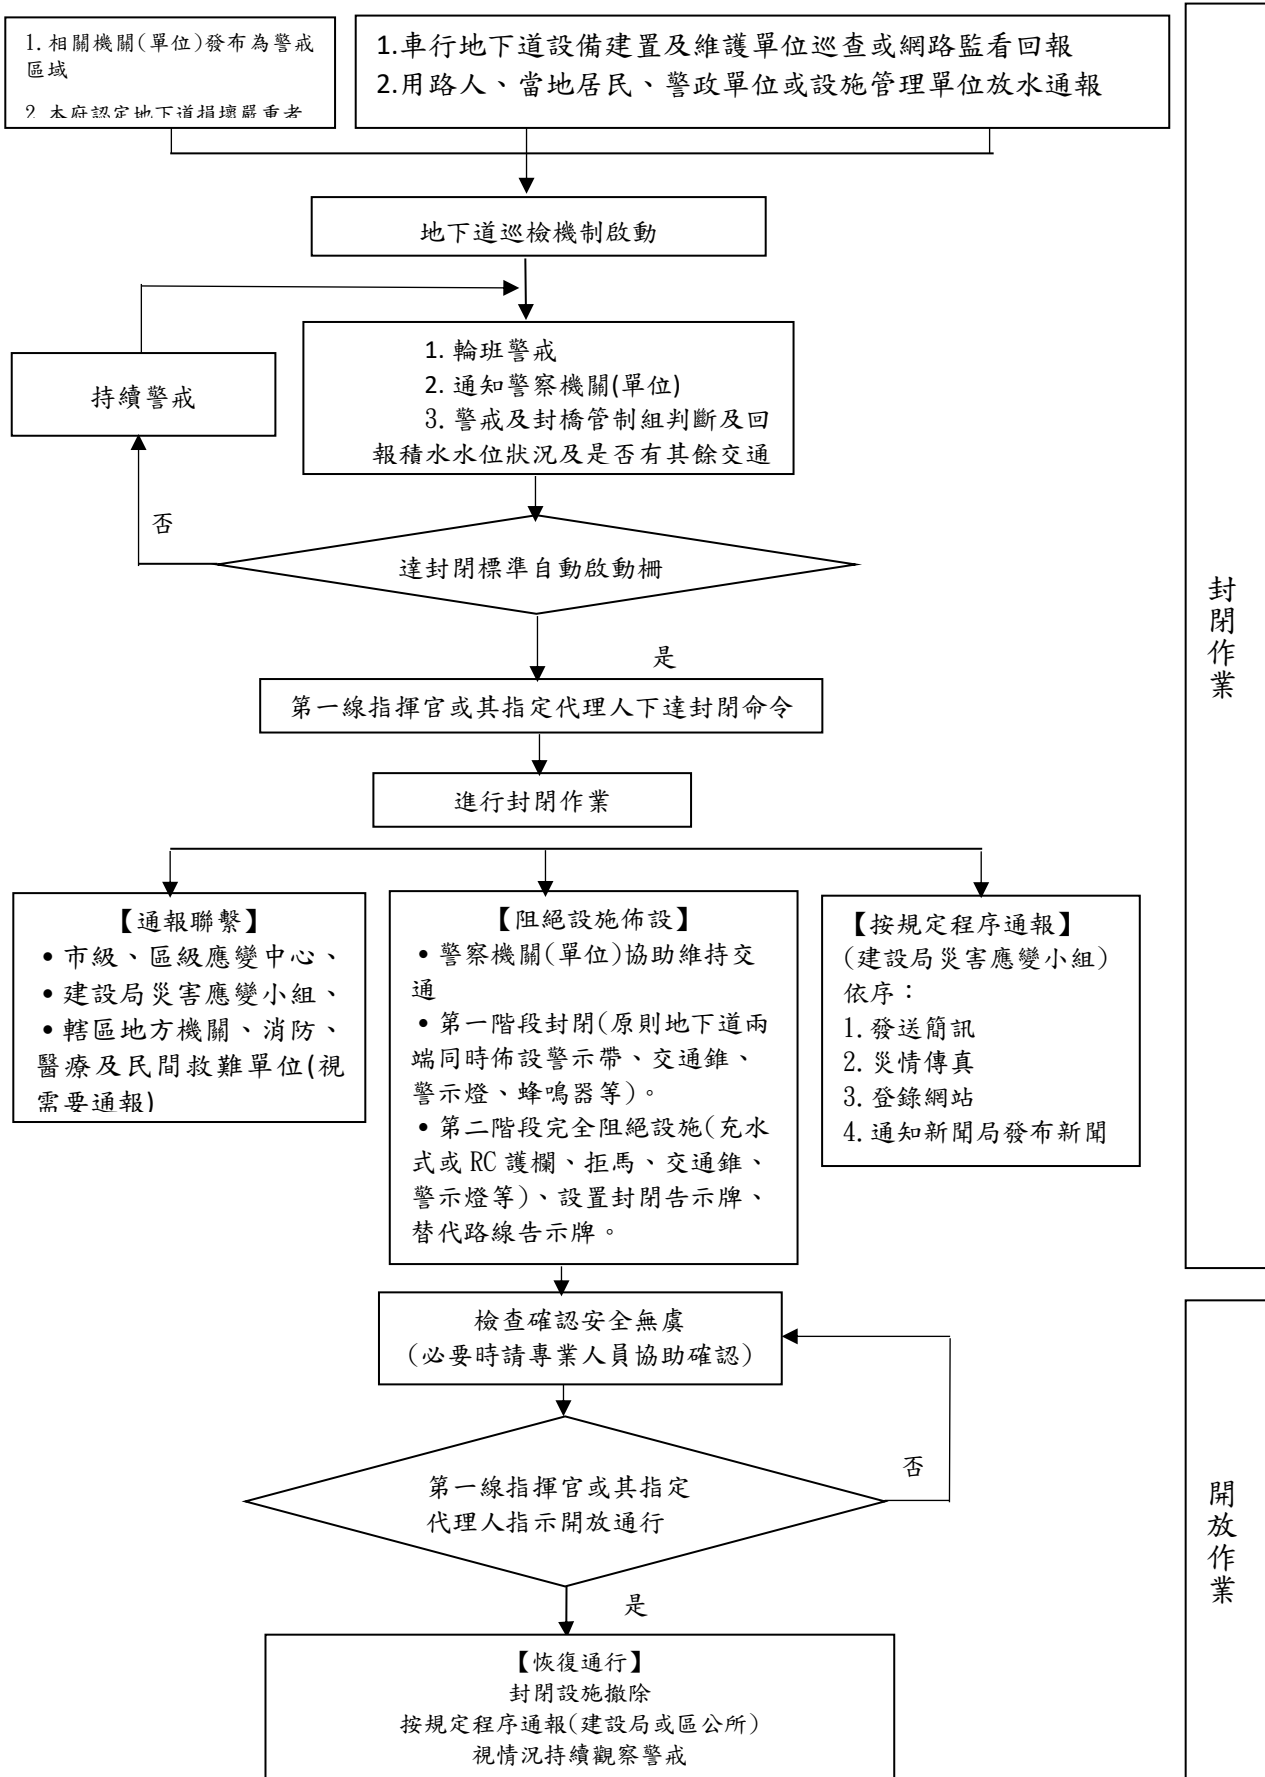 1. 相關機關(單位)發布為警戒
區域
2. 本府認定地下道損壞嚴重者
1.車行地下道設備建置及維護單位巡查或網路監看回報
2.用路人、當地居民、警政單位或設施管理單位放水通報
地下道巡檢機制啟動
1. 輪班警戒
2. 通知警察機關(單位)
3. 警戒及封橋管制組判斷及回
報積水水位狀況及是否有其餘交通
持續警戒
否
達封閉標準自動啟動柵
是
第一線指揮官或其指定代理人下達封閉命令
進行封閉作業
【通報聯繫】
• 市級、區級應變中心、
• 建設局災害應變小組、
• 轄區地方機關、消防、
醫療及民間救難單位(視
需要通報)
【阻絕設施佈設】
• 警察機關(單位)協助維持交
通
• 第一階段封閉(原則地下道兩
端同時佈設警示帶、交通錐、
警示燈、蜂鳴器等)。
• 第二階段完全阻絕設施(充水
式或 RC 護欄、拒馬、交通錐、
警示燈等)、設置封閉告示牌、
替代路線告示牌。
【按規定程序通報】
(建設局災害應變小組)
依序：
1. 發送簡訊
2. 災情傳真
3. 登錄網站
4. 通知新聞局發布新聞
封閉作業
檢查確認安全無虞
(必要時請專業人員協助確認)
否
第一線指揮官或其指定
代理人指示開放通行
是
【恢復通行】
封閉設施撤除
按規定程序通報(建設局或區公所)
視情況持續觀察警戒
開放作業